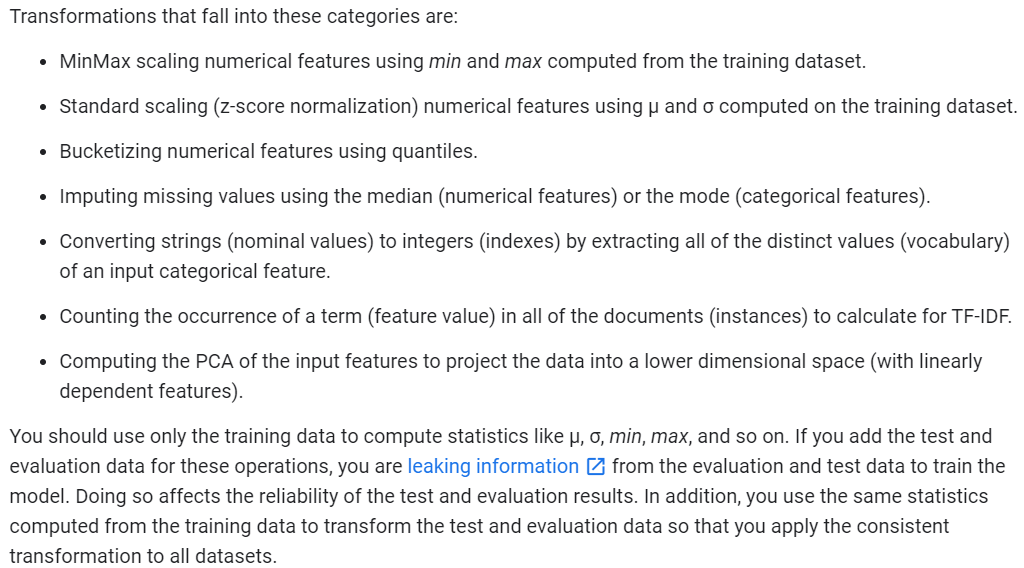 Transformations that fall into these categories are:
• MinMax scaling numerical features using min and max computed from the training dataset.
• Standard scaling (z-score normalization) numerical features using μ and σ computed on the training dataset.
• Bucketizing numerical features using quantiles.
• Imputing missing values using the median (numerical features) or the mode (categorical features).
• Converting strings (nominal values) to integers (indexes) by extracting all of the distinct values (vocabulary)
of an input categorical feature.
• Counting the occurrence of a term (feature value) in all of the documents (instances) to calculate for TF-IDF.
• Computing the PCA of the input features to project the data into a lower dimensional space (with linearly
dependent features).
You should use only the training data to compute statistics like μ, σ, min, max, and so on. If you add the test and
evaluation data for these operations, you are leaking information from the evaluation and test data to train the
model. Doing so affects the reliability of the test and evaluation results. In addition, you use the same statistics
computed from the training data to transform the test and evaluation data so that you apply the consistent
transformation to all datasets.